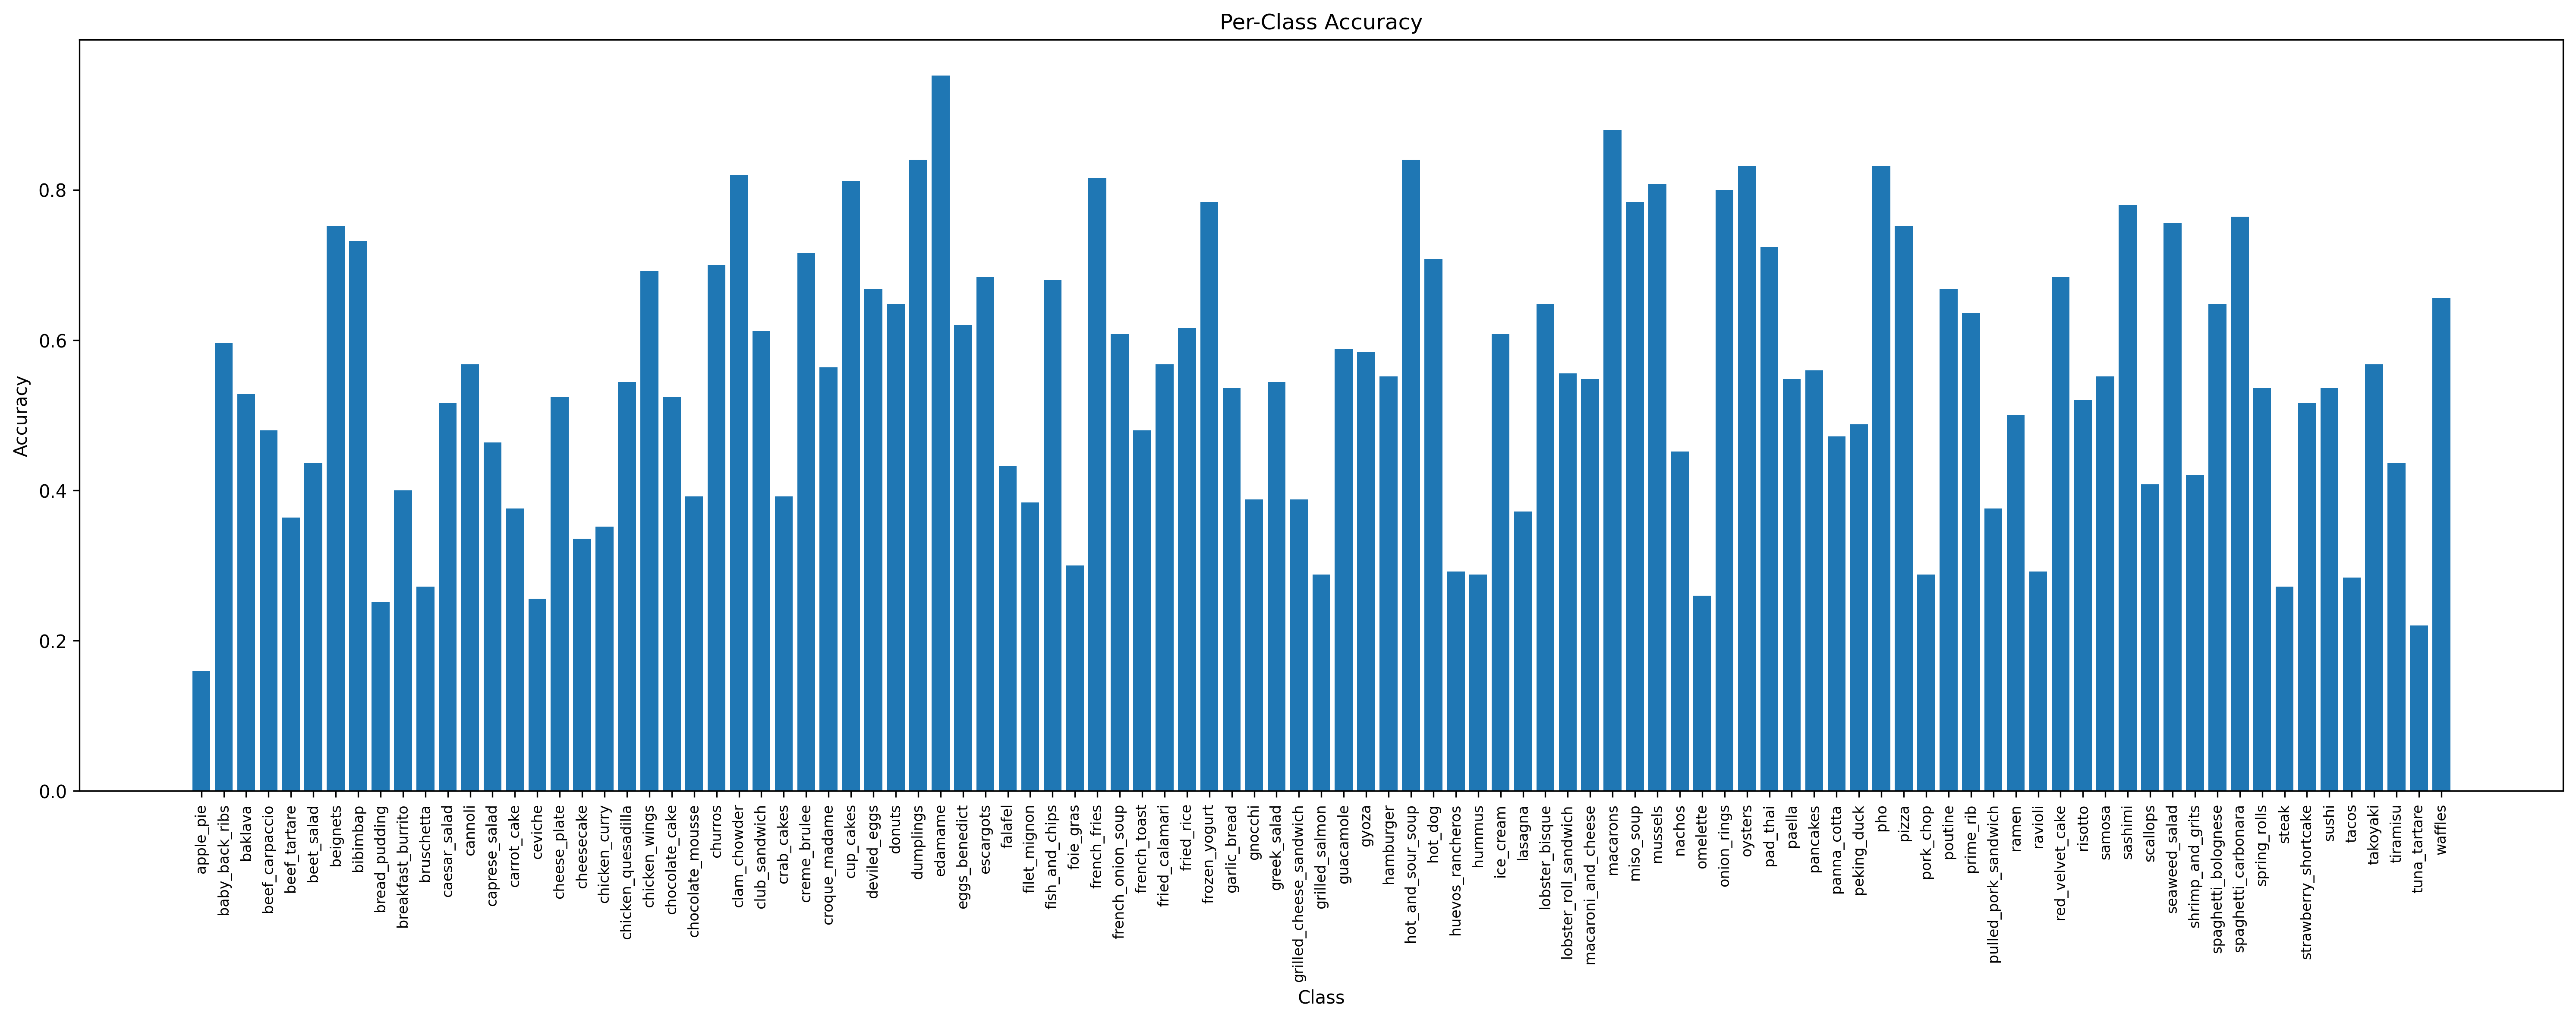 Per-Class Accuracy
Accuracy
0.8
0.6
0.4
0.2
0.0
apple_pie
baby_back_ribs
baklava
beef_carpaccio
beef_tartare
beet_salad
beignets
bibimbap
bread_pudding
breakfast_burrito
bruschetta
caesar_salad
cannoli
caprese_salad
carrot_cake
ceviche
cheese_plate
cheesecake
chicken_curry
chicken_quesadilla
chicken_wings
chocolate_cake
chocolate_mousse
churros
clam_chowder
club_sandwich
crab_cakes
creme_brulee
croque_madame
cup_cakes
deviled_eggs
donuts
dumplings
edamame
eggs_benedict
escargots
falafel
filet_mignon
fish_and_chips
foie_gras
french_fries
french_onion_soup
french_toast
fried_calamari
fried_rice
frozen_yogurt
garlic_bread
gnocchi
greek_salad
grilled_cheese_sandwich
grilled_salmon
guacamole
gyoza
hamburger
hot_and_sour_soup
hot_dog
huevos_rancheros
hummus
ice_cream
lasagna
lobster_bisque
lobster_roll_sandwich
macaroni_and_cheese
macarons
miso_soup
mussels
nachos
omelette
onion_rings
oysters
pad_thai
paella
pancakes
panna_cotta
peking_duck
pho
pizza
pork_chop
poutine
prime_rib
pulled_pork_sandwich
ramen
ravioli
red_velvet_cake
risotto
samosa
sashimi
scallops
seaweed_salad
shrimp_and_grits
spaghetti_bolognese
spaghetti_carbonara
spring_rolls
steak
strawberry_shortcake
sushi
tacos
takoyaki
tiramisu
tuna_tartare
waffles
Class